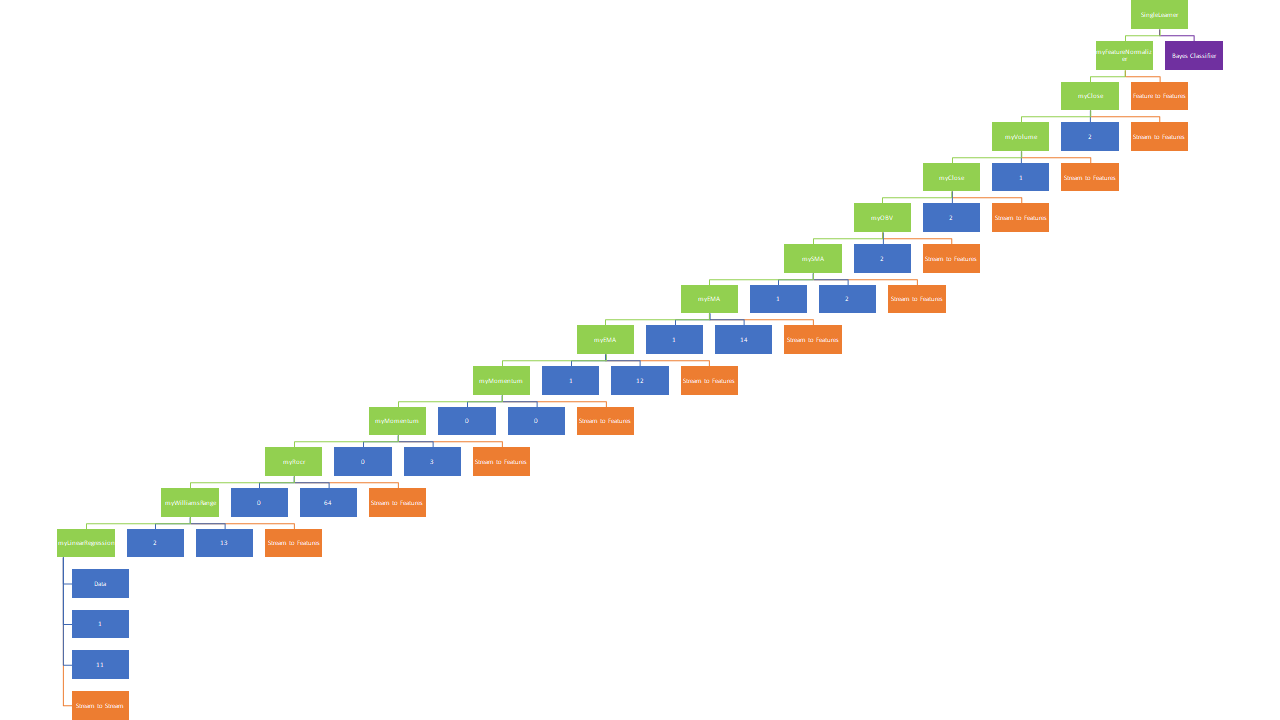 SingleLearner
myFeatureNormaliz
er
Bayes Classifier
myClose
Feature to Features
myVolume
2
Stream to Features
myClose
1
Stream to Features
myOBV
2
Stream to Features
mySMA
2
Stream to Features
myEMA
1
2
Stream to Features
myEMA
1
14
Stream to Features
myMomentum
1
12
Stream to Features
myMomentum
0
0
Stream to Features
myRocr
0
3
Stream to Features
myWilliamsRange
0
64
Stream to Features
myLinearRegression
2
13
Stream to Features
Data
1
11
Stream to Stream